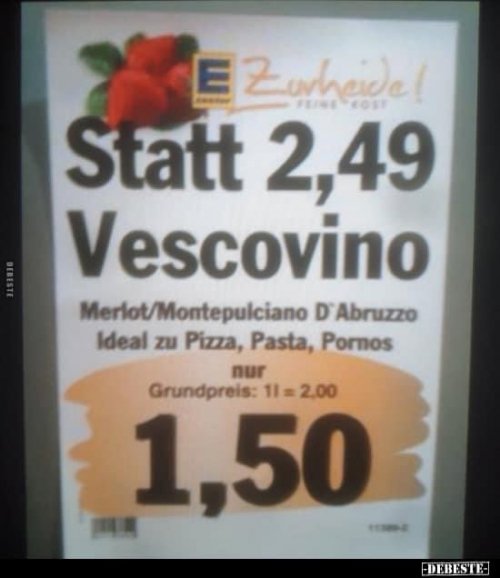 E
EDEKA
Zurheide!
FEINE KOST
Statt 2,49
Vescovino
Merlot/Montepulciano D`Abruzzo
Ideal zu Pizza, Pasta, Pornos
nur
Grundpreis: 1l = 2,00
1,50
DEBESTE
-DEBESTE-